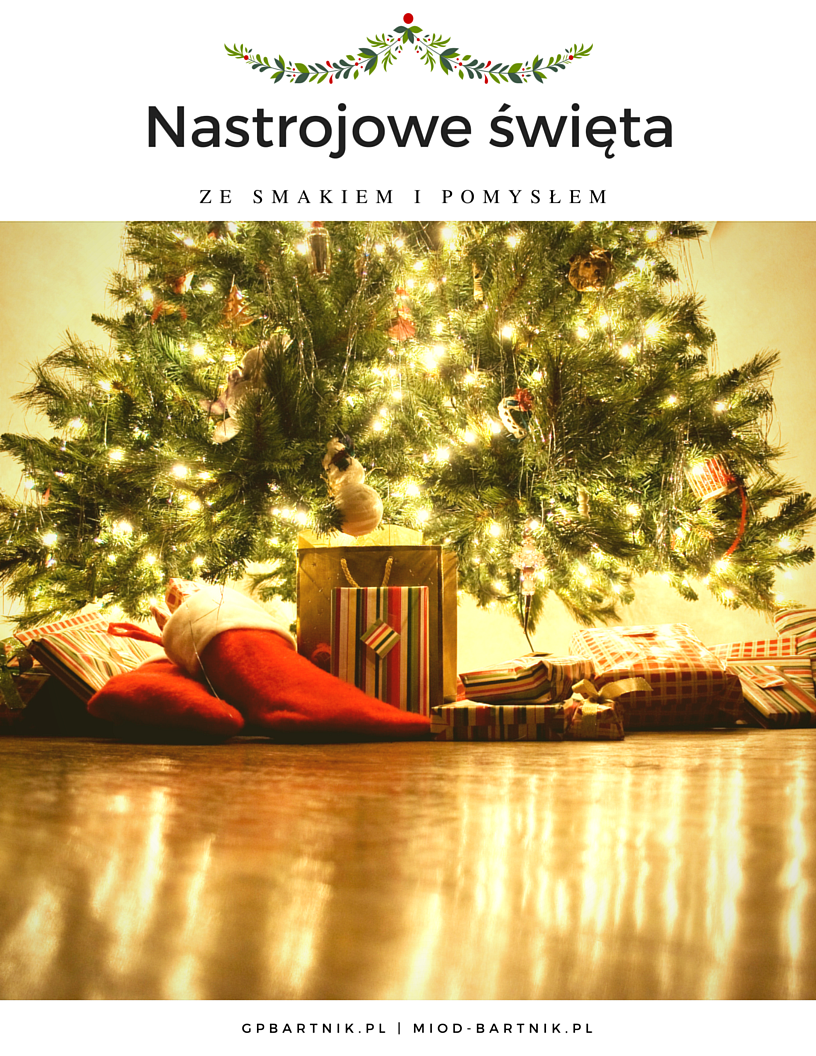 Nastrojowe święta
ZE SMAKIEM I POMYSŁEM
GPBARTNIK.PL | MIOD-BARTNIK.PL